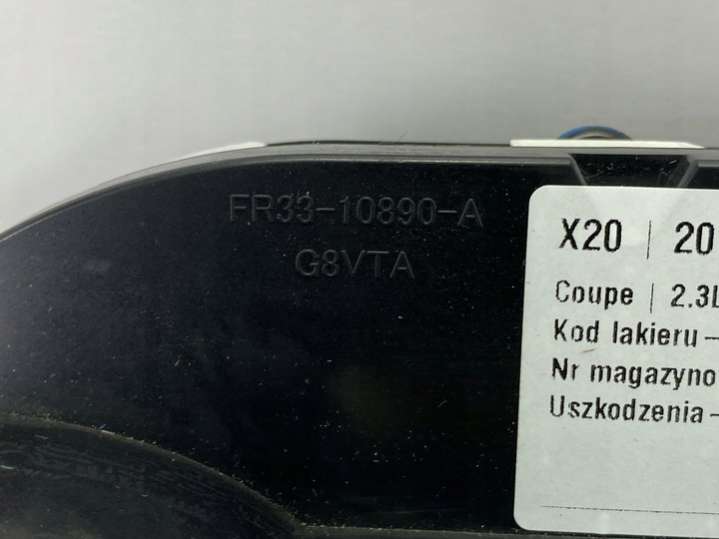 FR33-10890-A
G8VTA
X20 | 20
Coupe | 2.3L
Kod lakieru -
Nr magazyno
Uszkodzenia -